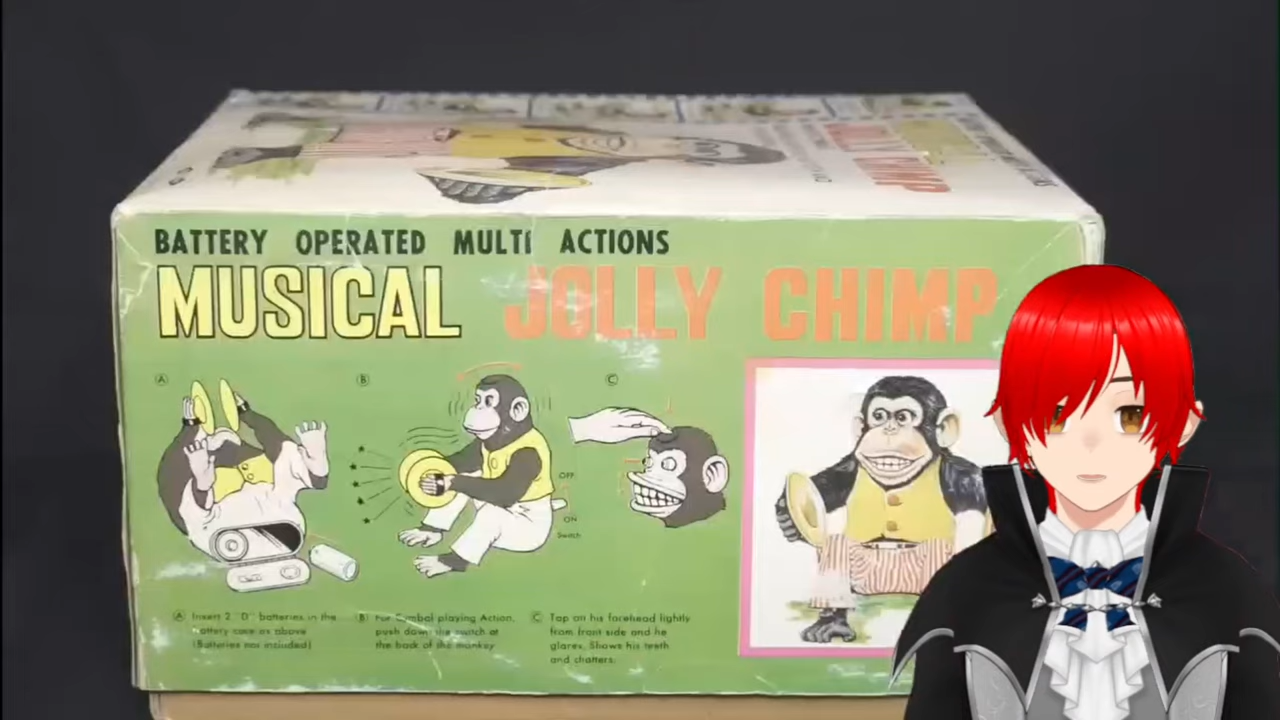 BATTERY OPERATED MULTI ACTIONS
MUSICAL JOLLY CHIMP
A
B
C
OFF
ON
Switch
A Insert 2 "D" batteries in the
battery case as above
(Batteries not included)
B For Cymbal playing Action,
push down the switch at
the back of the monkey
C Tap on his forehead lightly
from front side and he
glares, Shows his teeth
and chatters.
JOLLY CHIMP